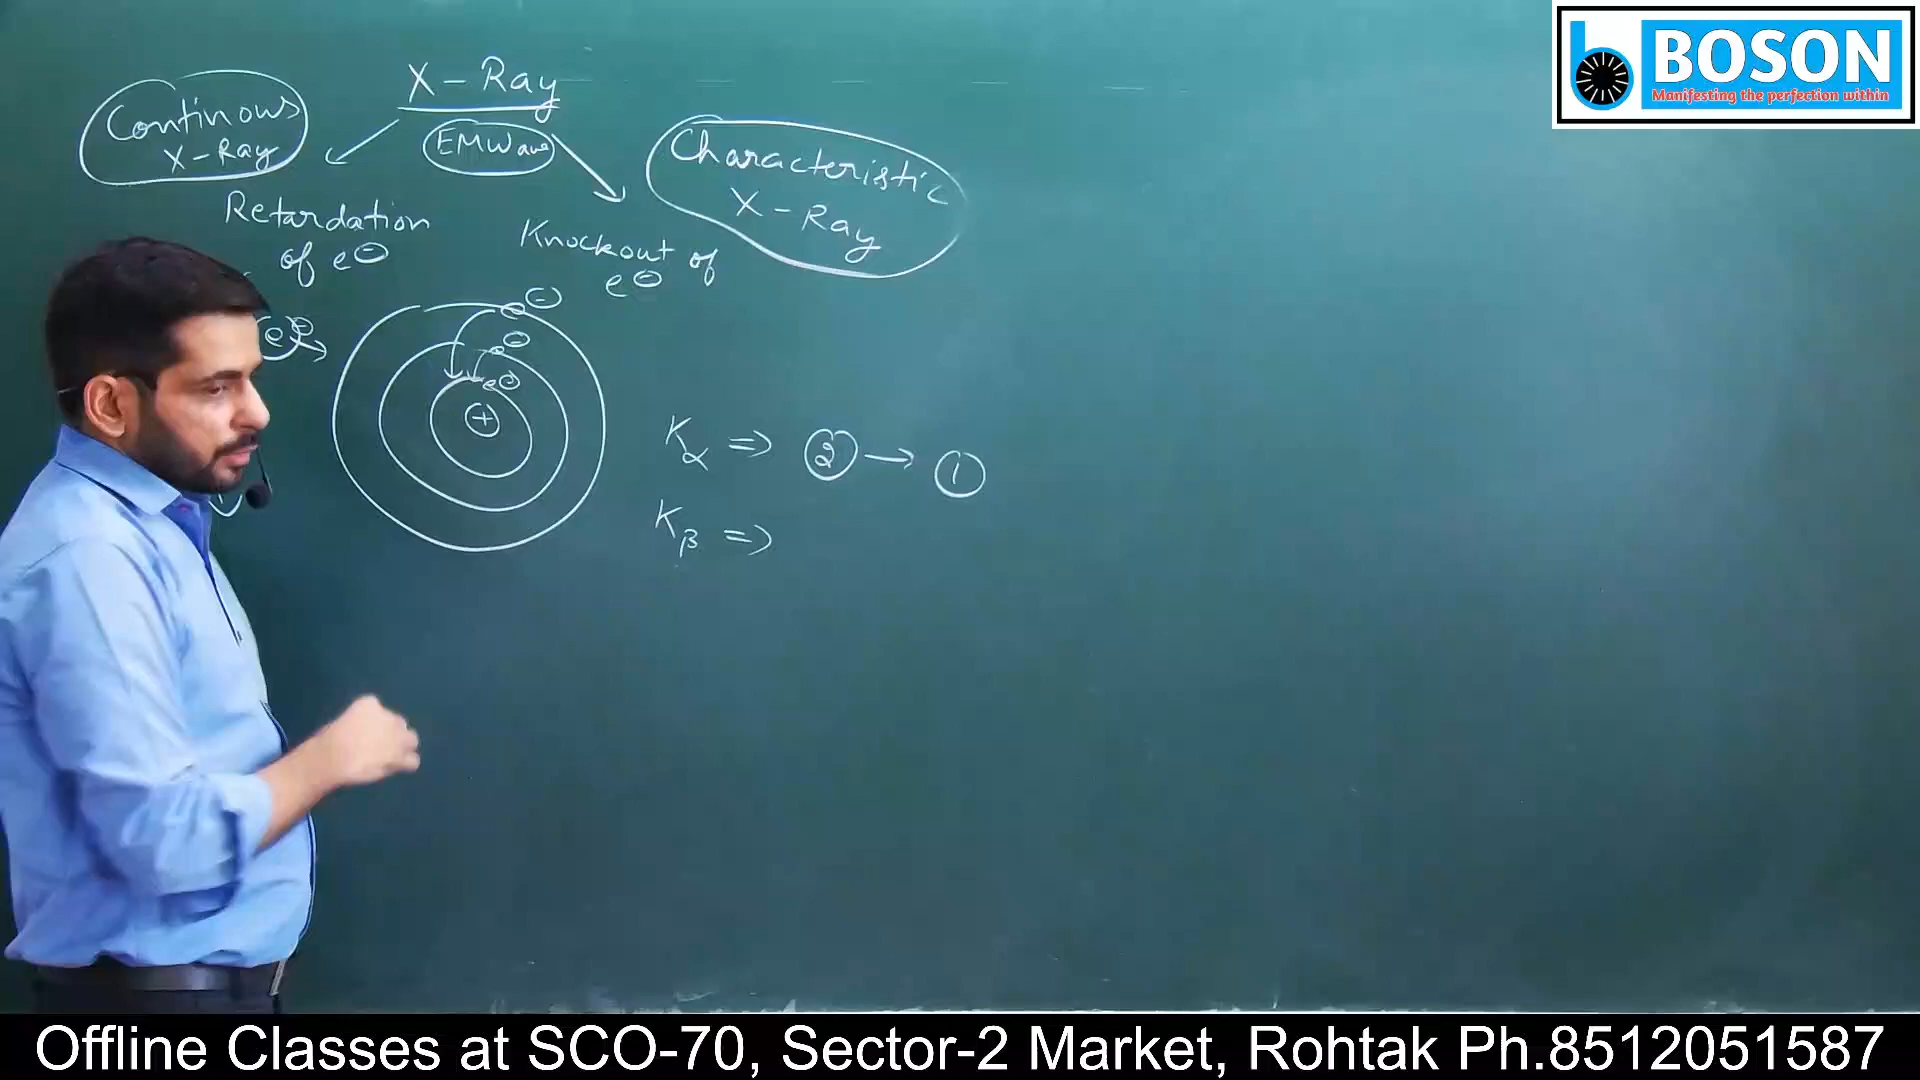 X-Ray
Continous
X-Ray
EMWave
Characteristic
X-Ray
Retardation
of e⊖
Knockout of
e⊖
e⊖
⊖
⊖
e⊖
+
Kα => ② → ①
Kβ =>
BOSON
Manifesting the perfection within
Offline Classes at SCO-70, Sector-2 Market, Rohtak Ph.8512051587